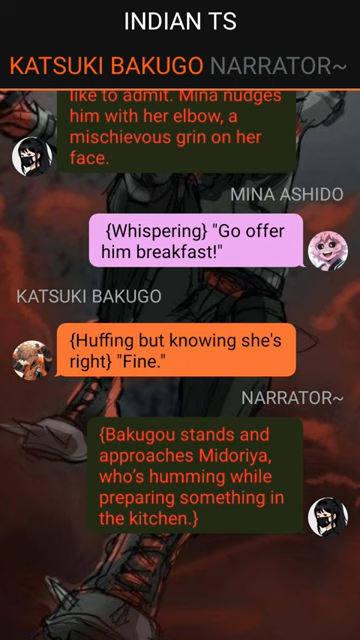 INDIAN TS
KATSUKI BAKUGO NARRATOR~
like to admit. Mina nudges
him with her elbow, a
mischievous grin on her
face.
MINA ASHIDO
{Whispering} "Go offer
him breakfast!"
KATSUKI BAKUGO
{Huffing but knowing she's
right} "Fine."
NARRATOR~
{Bakugou stands and
approaches Midoriya,
who’s humming while
preparing something in
the kitchen.}